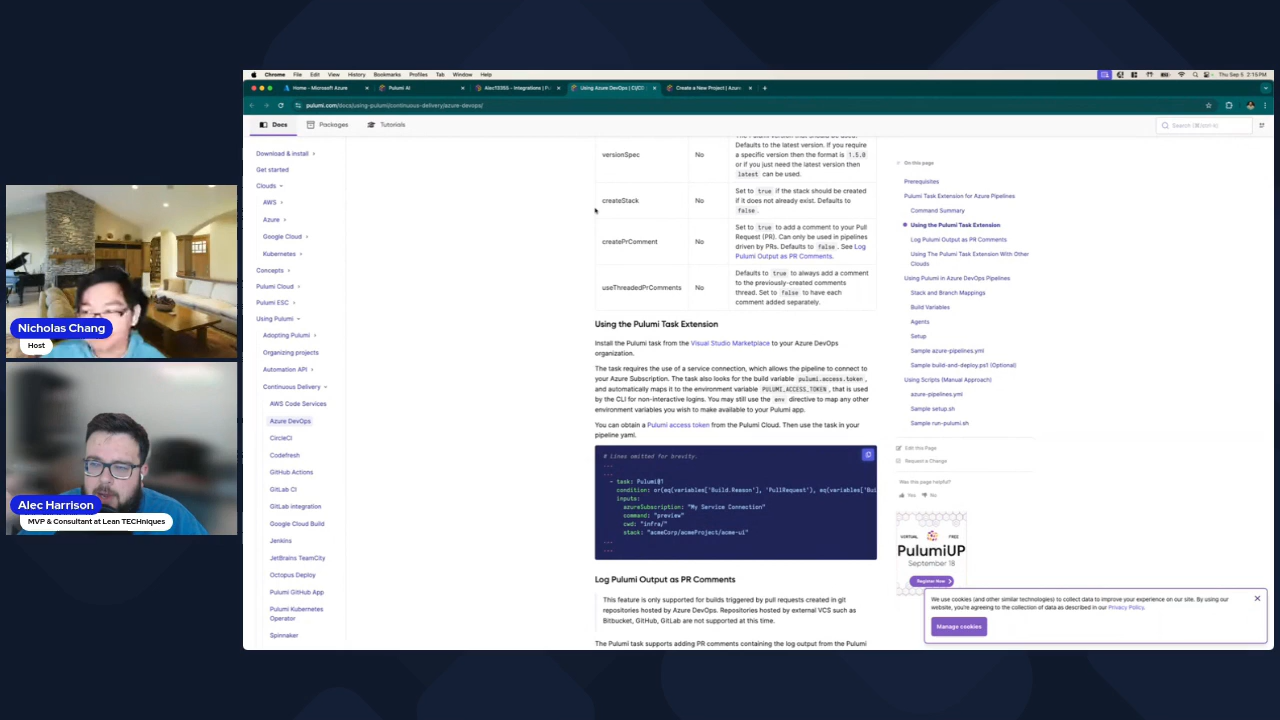 Chrome File Edit View History Bookmarks Profiles Tab Window Help
Thu Sep 5 2:15PM
Home - Microsoft Azure
Pulumi AI
Using Azure DevOps | CI/CD
Create a New Project | Azure
pulumi.com/docs/using-pulumi/continuous-delivery/azure-devops/
Docs
Packages
Tutorials
Search (⌘/ctrl-k)
Download & install
Get started
Clouds
AWS
Azure
Google Cloud
Kubernetes
Concepts
Pulumi Cloud
Pulumi ESC
Using Pulumi
Adopting Pulumi
Organizing projects
Automation API
Continuous Delivery
AWS Code Services
Azure DevOps
CircleCI
Codefresh
GitHub Actions
GitLab CI
GitLab integration
Google Cloud Build
Jenkins
JetBrains TeamCity
Octopus Deploy
Pulumi GitHub App
Pulumi Kubernetes
Operator
Spinnaker
The Pulumi version that should be used.
versionSpec No Defaults to the latest version. If you require
a specific version then the format is 1.5.0
or if you just need the latest version then
latest can be used.
createStack No Set to true if the stack should be created
if it does not already exist. Defaults to
false.
createPrComment No Set to true to add a comment to your Pull
Request (PR). Can only be used in pipelines
driven by PRs. Defaults to false. See Log
Pulumi Output as PR Comments.
useThreadedPrComments No Defaults to true to always add a comment
to the previously-created comments
thread. Set to false to have each
comment added separately.
Using the Pulumi Task Extension
Install the Pulumi task from the Visual Studio Marketplace to your Azure DevOps
organization.
The task requires the use of a service connection, which allows the pipeline to connect to
your Azure Subscription. The task also looks for the build variable pulumi.access.token,
and automatically maps it to the environment variable PULUMI_ACCESS_TOKEN, that is used
by the CLI for non-interactive logins. You may still use the env directive to map any other
environment variables you wish to make available to your Pulumi app.
You can obtain a Pulumi access token from the Pulumi Cloud. Then use the task in your
pipeline yaml.
# Lines omitted for brevity.
...
...
- task: Pulumi@1
condition: or(eq(variables['Build.Reason'], 'PullRequest'), eq(variables['Bui
inputs:
azureSubscription: "My Service Connection"
command: "preview"
cwd: "infra/"
stack: "acmeCorp/acmeProject/acme-ui"
...
...
Log Pulumi Output as PR Comments
This feature is only supported for builds triggered by pull requests created in git
repositories hosted by Azure DevOps. Repositories hosted by external VCS such as
Bitbucket, GitHub, GitLab are not supported at this time.
The Pulumi task supports adding PR comments containing the log output from the Pulumi
On this page
Prerequisites
Pulumi Task Extension for Azure Pipelines
Command Summary
Using the Pulumi Task Extension
Log Pulumi Output as PR Comments
Using The Pulumi Task Extension With Other
Clouds
Using Pulumi in Azure DevOps Pipelines
Stack and Branch Mappings
Build Variables
Agents
Setup
Sample azure-pipelines.yml
Sample build-and-deploy.ps1 (Optional)
Using Scripts (Manual Approach)
azure-pipelines.yml
Sample setup.sh
Sample run-pulumi.sh
Edit this Page
Request a Change
Was this page helpful?
Yes No
VIRTUAL FREE
PulumiUP
September 18
Register Now
We use cookies (and other similar technologies) to collect data to improve your experience on our site. By using our
website, you're agreeing to the collection of data as described in our Privacy Policy.
Manage cookies
Nicholas Chang
Host
Alec Harrison
MVP & Consultant at Lean TECHniques